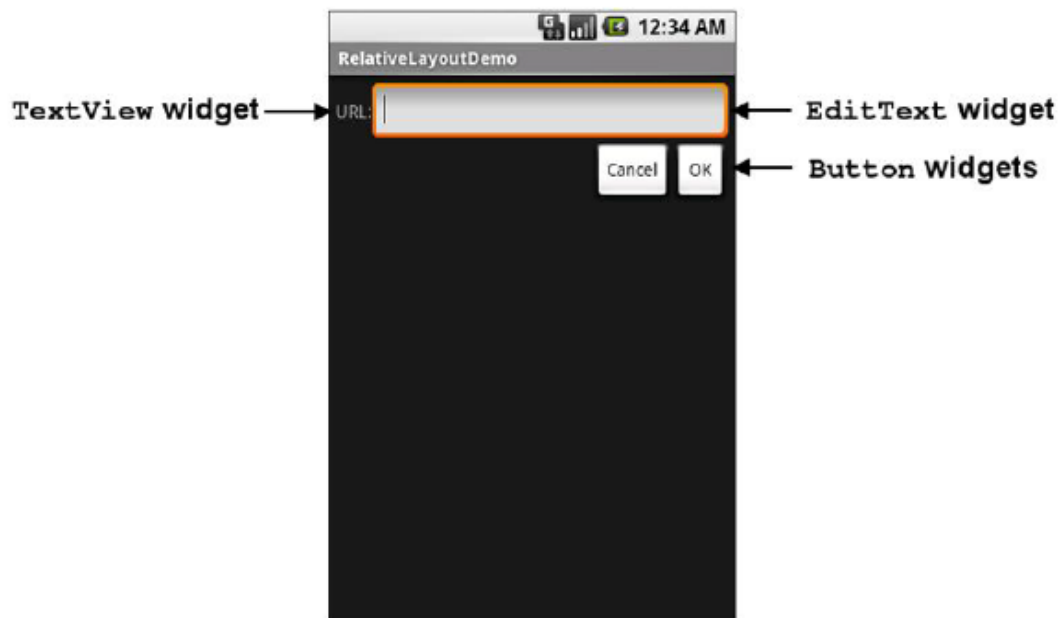 12:34 AM
RelativeLayoutDemo
TextView widget
URL:
EditText widget
Cancel
OK
Button widgets